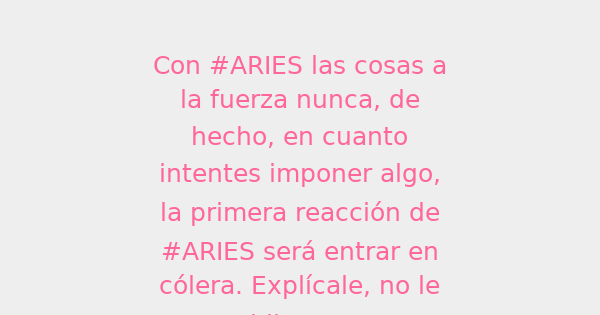 Con #ARIES las cosas a
la fuerza nunca, de
hecho, en cuanto
intentes imponer algo,
la primera reacción de
#ARIES será entrar en
cólera. Explícale, no le